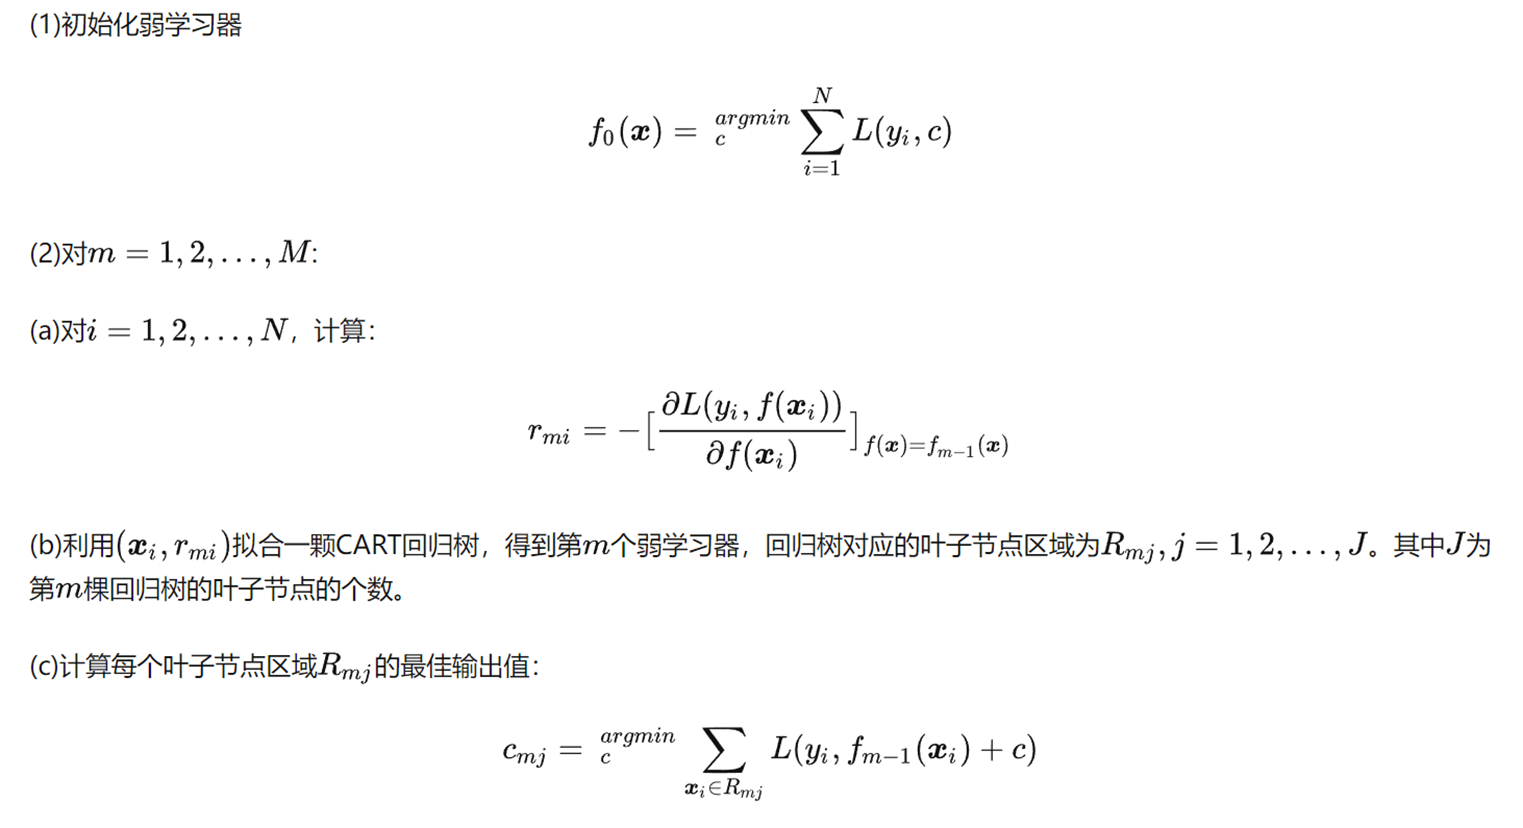 (1)初始化弱学习器
$f_0(\boldsymbol{x}) = \ _{c}^{argmin} \sum_{i=1}^{N} L(y_i, c)$
(2)对$m = 1, 2, \ldots, M$:
(a)对$i = 1, 2, \ldots, N$，计算：
$r_{mi} = -[\frac{\partial L(y_i, f(\boldsymbol{x}_i))}{\partial f(\boldsymbol{x}_i)}]_{f(\boldsymbol{x})=f_{m-1}(\boldsymbol{x})}$
(b)利用$(\boldsymbol{x}_i, r_{mi})$拟合一颗CART回归树，得到第$m$个弱学习器，回归树对应的叶子节点区域为$R_{mj}, j = 1, 2, \ldots, J$。其中$J$为
第$m$棵回归树的叶子节点的个数。
(c)计算每个叶子节点区域$R_{mj}$的最佳输出值：
$c_{mj} = \ _{c}^{argmin} \sum_{\boldsymbol{x}_i \in R_{mj}} L(y_i, f_{m-1}(\boldsymbol{x}_i) + c)$